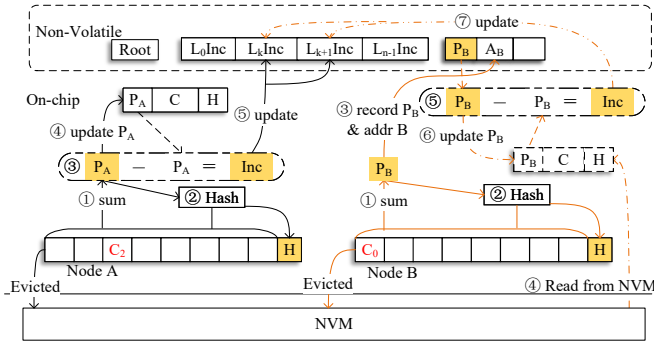 ⑦ update
Non-Volatile
Root
L0Inc LkInc Lk+1Inc Ln-1Inc
PB AB
On-chip
PA C H
④ update PA
⑤ update
③ record PB
& addr B
⑤ PB − PB = Inc
⑥ update PB
PB C H
③ PA − PA = Inc
PB
① sum
② Hash
① sum
② Hash
C2 H
C0 H
Node A
Node B
Evicted
Evicted
④ Read from NVM
NVM